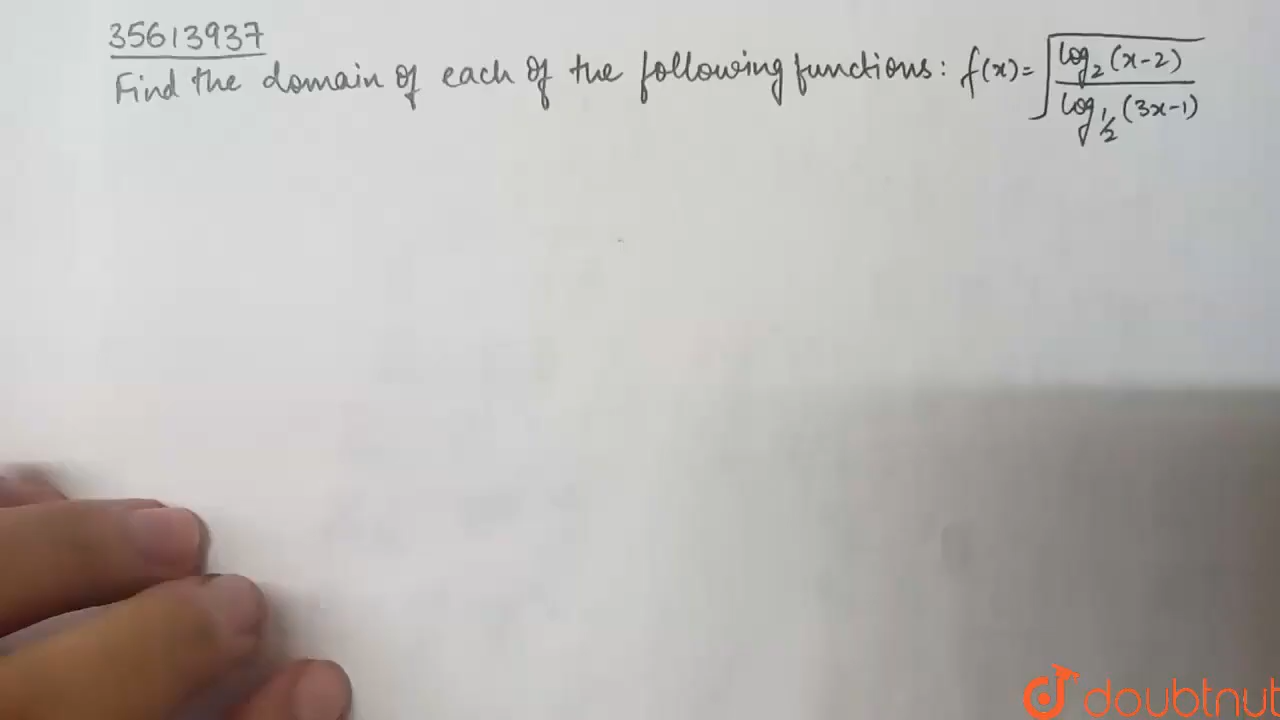 35613937
Find the domain of each of the following functions: f(x)=√(log₂(x-2)/log₁/₂(3x-1))
doubtnut